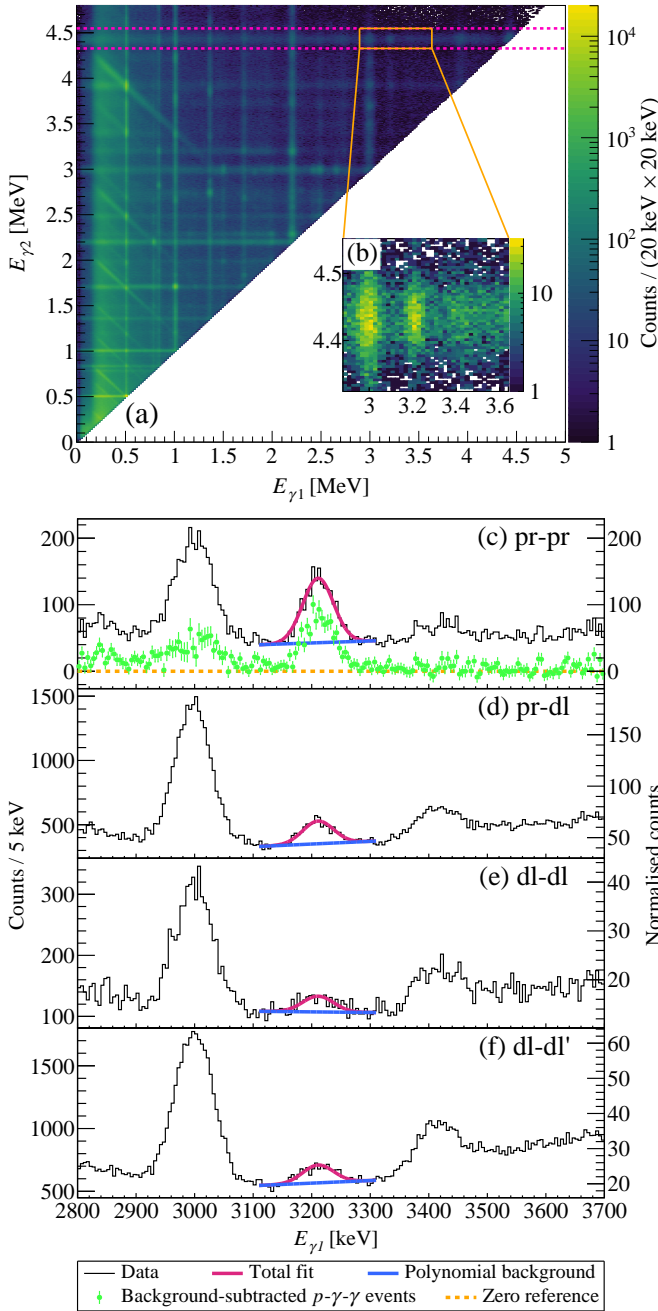 4.5
4
3.5
3
2.5
2
1.5
1
0.5
0
E_γ2 [MeV]
(a)
(b)
4.5
4.4
3 3.2 3.4 3.6
10
1
0 0.5 1 1.5 2 2.5 3 3.5 4 4.5 5
E_γ1 [MeV]
10⁴
10³
10²
10
1
Counts / (20 keV × 20 keV)
200
100
0
(c) pr-pr
200
100
0
1500
1000
500
(d) pr-dl
150
100
50
Counts / 5 keV
Normalised counts
300
200
100
(e) dl-dl
40
30
20
1500
1000
500
(f) dl-dl'
60
50
40
30
20
2800 2900 3000 3100 3200 3300 3400 3500 3600 3700
E_γ1 [keV]
Data Total fit Polynomial background
Background-subtracted p-γ-γ events Zero reference